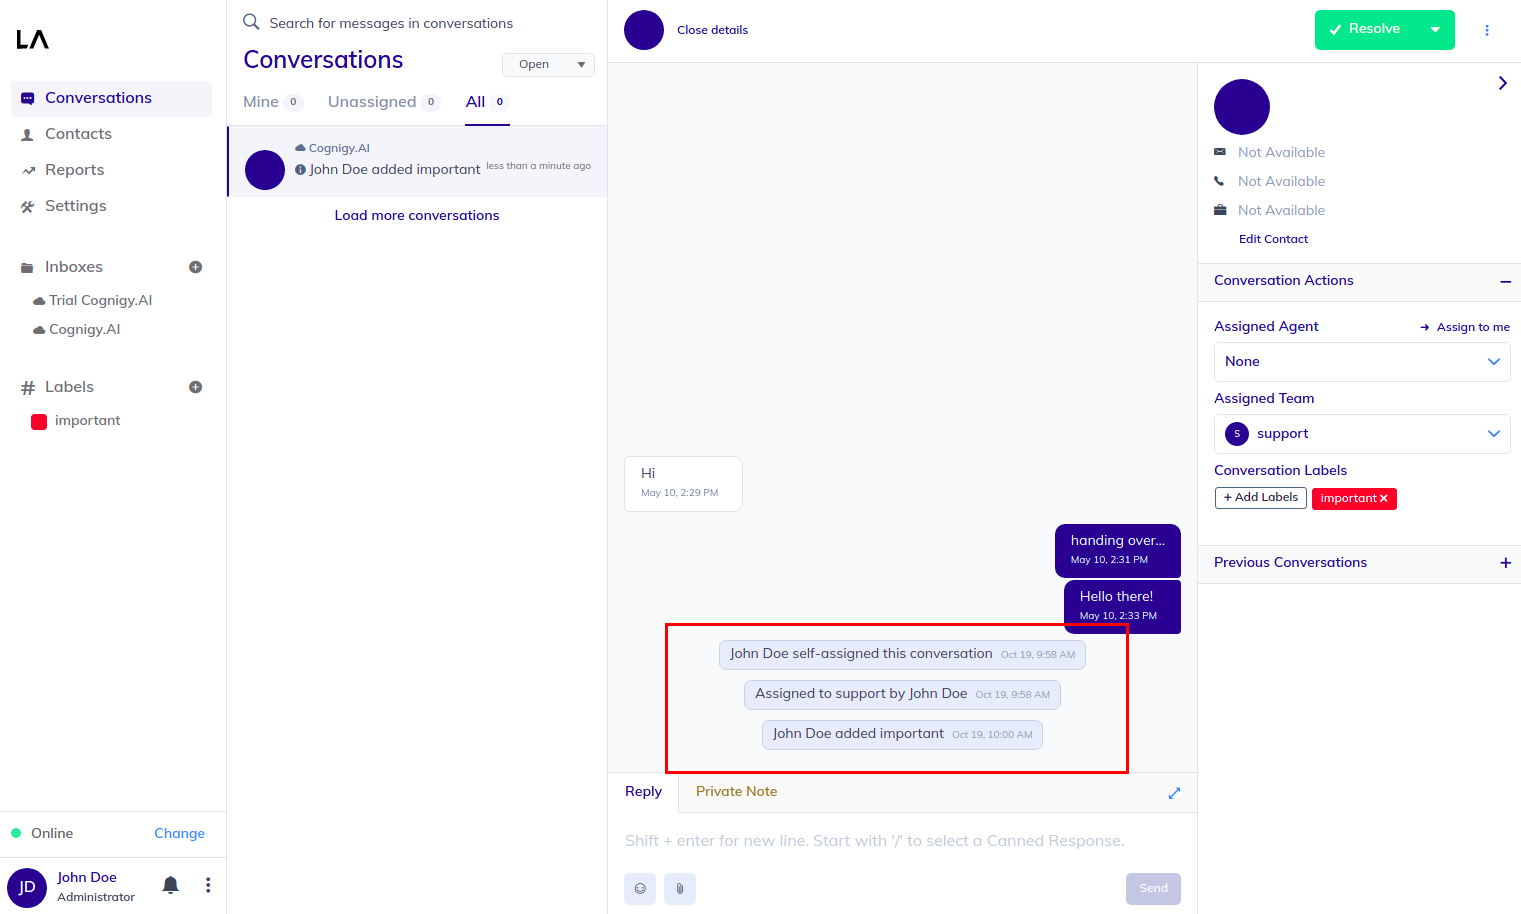 LA
Conversations
Contacts
Reports
Settings
Inboxes
Trial Cognigy.AI
Cognigy.AI
Labels
important
Online Change
JD
John Doe
Administrator
Search for messages in conversations
Conversations
Open
Mine 0 Unassigned 0 All 0
Cognigy.AI
John Doe added important less than a minute ago
Load more conversations
Close details
Resolve
Hi
May 10, 2:29 PM
handing over...
May 10, 2:31 PM
Hello there!
May 10, 2:33 PM
John Doe self-assigned this conversation Oct 19, 9:58 AM
Assigned to support by John Doe Oct 19, 9:58 AM
John Doe added important Oct 19, 10:00 AM
Reply Private Note
Shift + enter for new line. Start with '/' to select a Canned Response.
Send
Not Available
Not Available
Not Available
Edit Contact
Conversation Actions
Assigned Agent Assign to me
None
Assigned Team
S support
Conversation Labels
+ Add Labels important
Previous Conversations